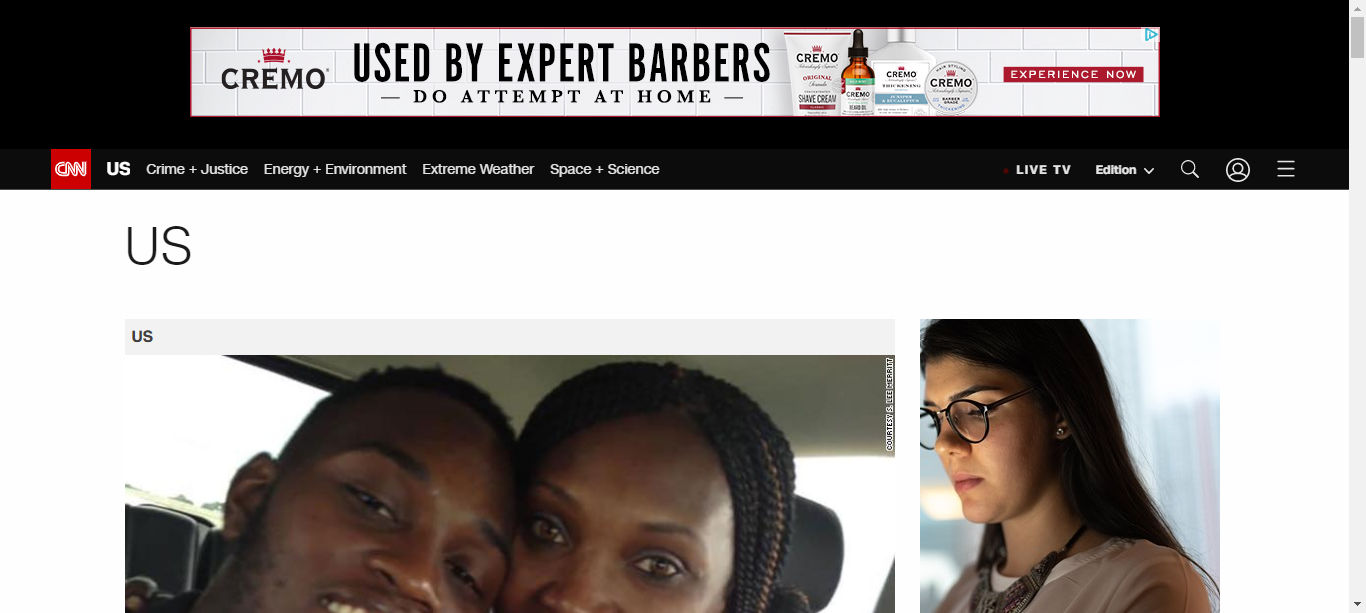 CREMO
USED BY EXPERT BARBERS
— DO ATTEMPT AT HOME —
CREMO
ORIGINAL
SHAVE CREAM
CREMO
BEARD OIL
CREMO
THICKENING
CREMO
BARBER GRADE
THICKENING
EXPERIENCE NOW
CNN US Crime + Justice Energy + Environment Extreme Weather Space + Science LIVE TV Edition
US
US
COURTESY S. LEE MERRITT